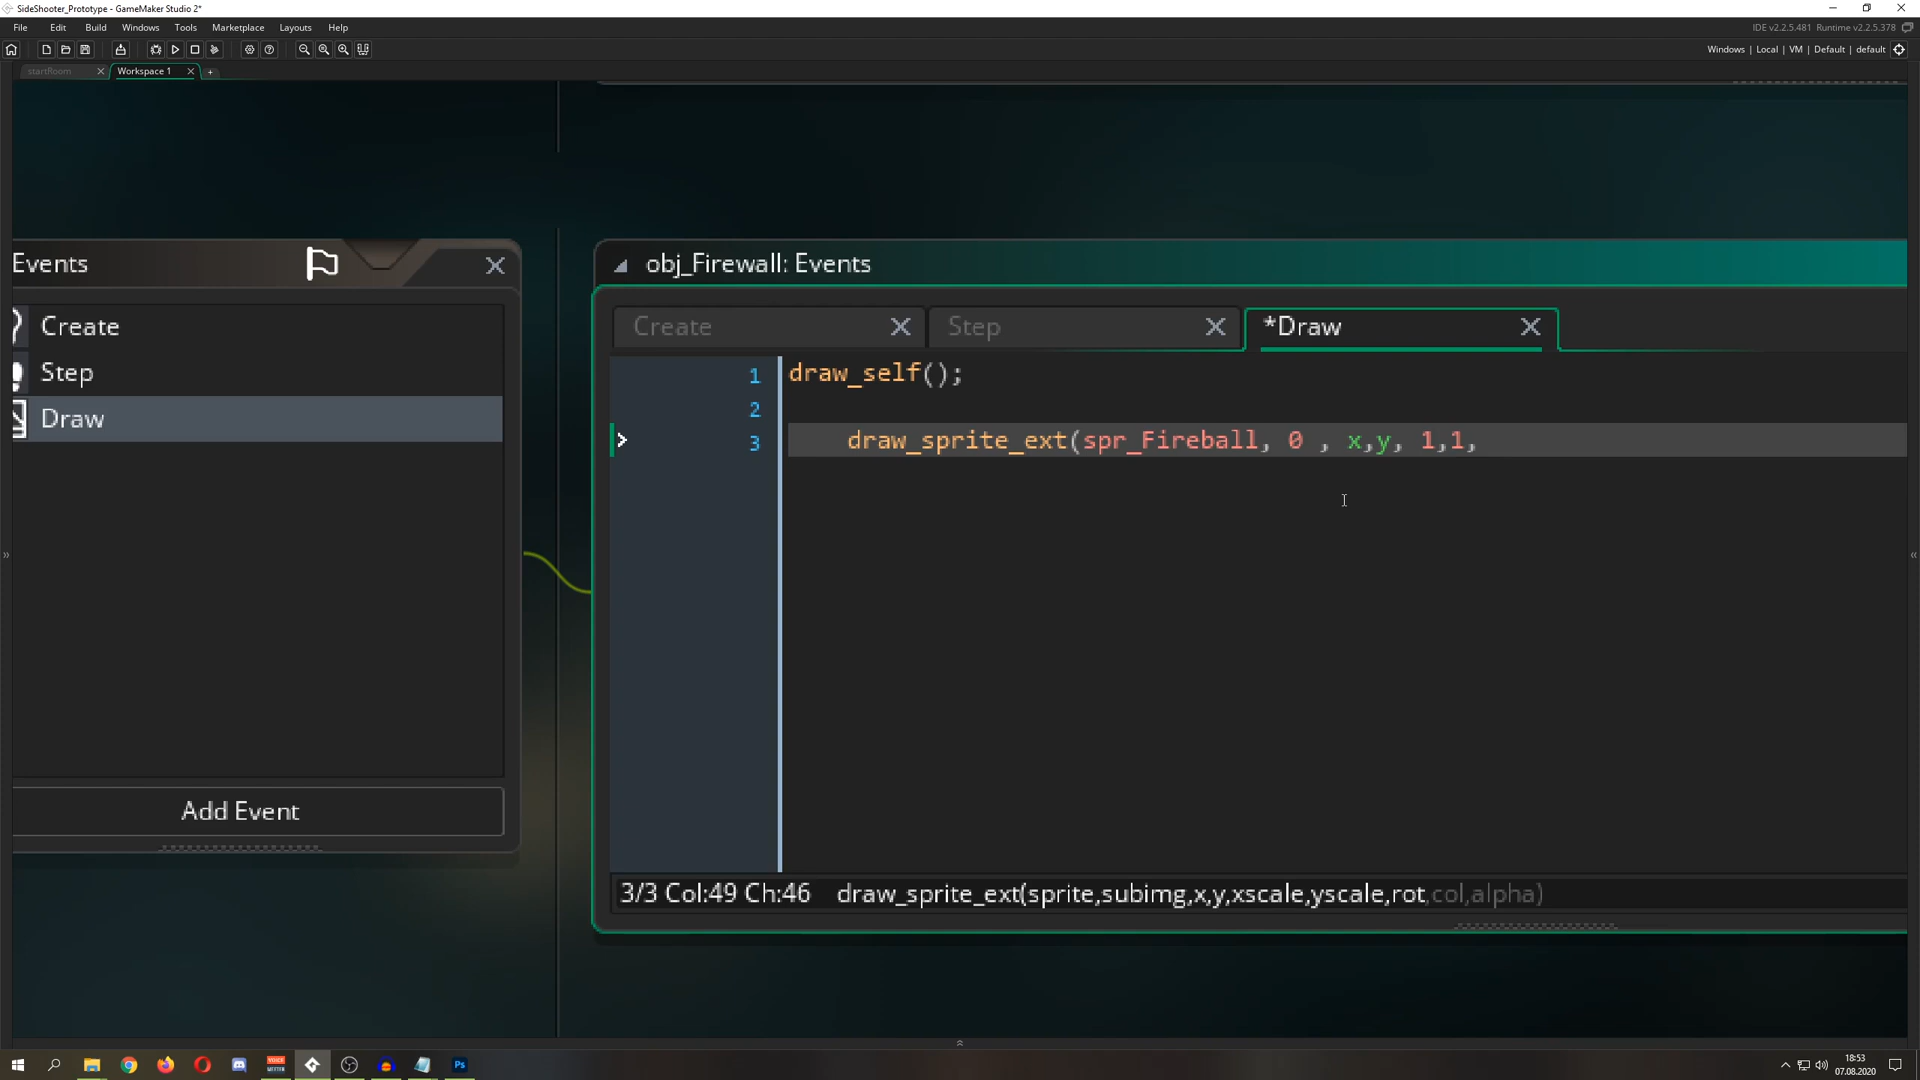 SideShooter_Prototype - GameMaker Studio 2*
File Edit Build Windows Tools Marketplace Layouts Help
IDE v2.2.5.481 Runtime v2.2.5.378
Windows | Local | VM | Default | default
startRoom
Workspace 1
Events
Create
Step
Draw
Add Event
obj_Firewall: Events
Create
Step
*Draw
1 draw_self();
2
3 draw_sprite_ext(spr_Fireball, 0 , x,y, 1,1,
3/3 Col:49 Ch:46 draw_sprite_ext(sprite,subimg,x,y,xscale,yscale,rot,col,alpha)
Ps
18:53
07.08.2020